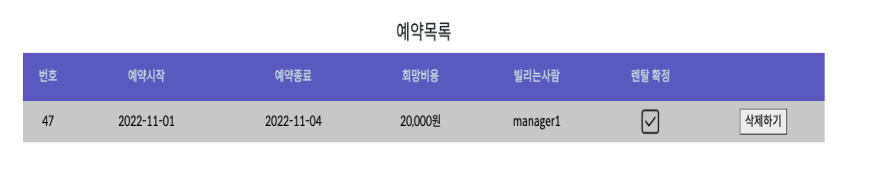 예약목록
번호 예약시작 예약종료 희망비용 빌리는사람 렌탈 확정
47 2022-11-01 2022-11-04 20,000원 manager1 삭제하기